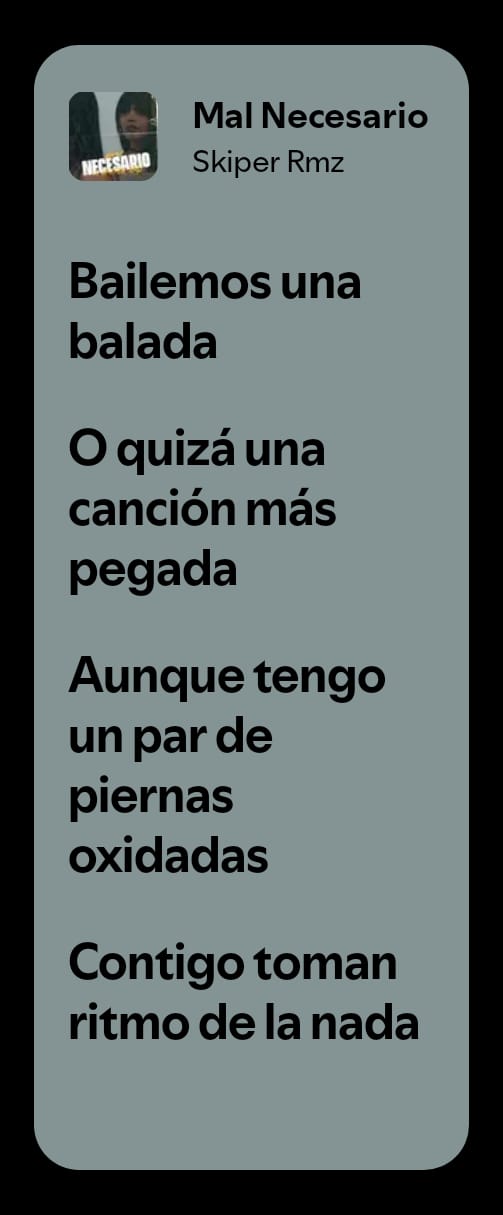 NECESARIO
Mal Necesario
Skiper Rmz
Bailemos una
balada
O quizá una
canción más
pegada
Aunque tengo
un par de
piernas
oxidadas
Contigo toman
ritmo de la nada